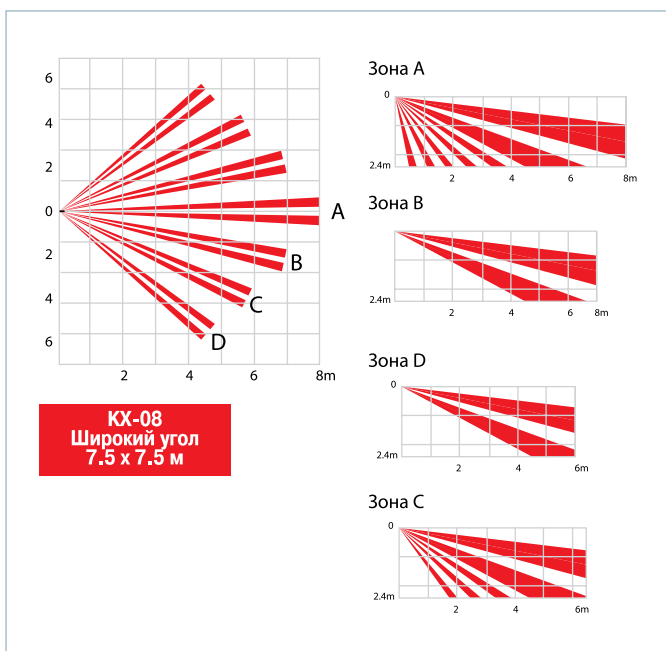 6
4
2
0
2
4
6
2 4 6 8m
A
B
C
D
KX-08
Широкий угол
7.5 x 7.5 м
Зона A
0
2.4m
2 4 6 8m
Зона B
0
2.4m
2 4 6 8m
Зона D
0
2.4m
2 4 6m
Зона C
0
2.4m
2 4 6m